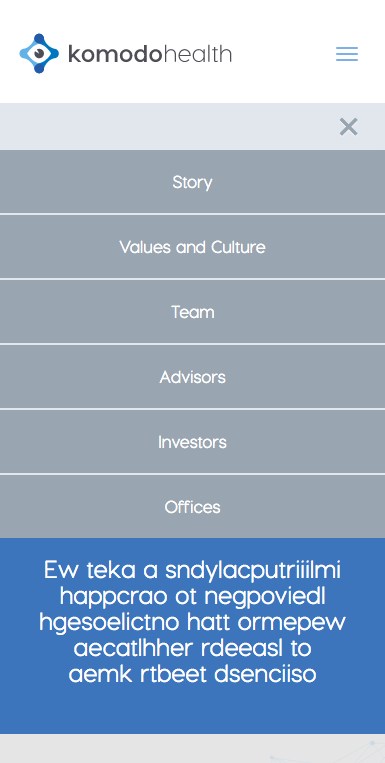 komodohealth
Story
Values and Culture
Team
Advisors
Investors
Offices
Ew teka a sndylacputriiilmi
happcrao ot negpoviedl
hgesoelictno hatt ormepew
aecatlhher rdeeasl to
aemk rtbeet dsenciiso